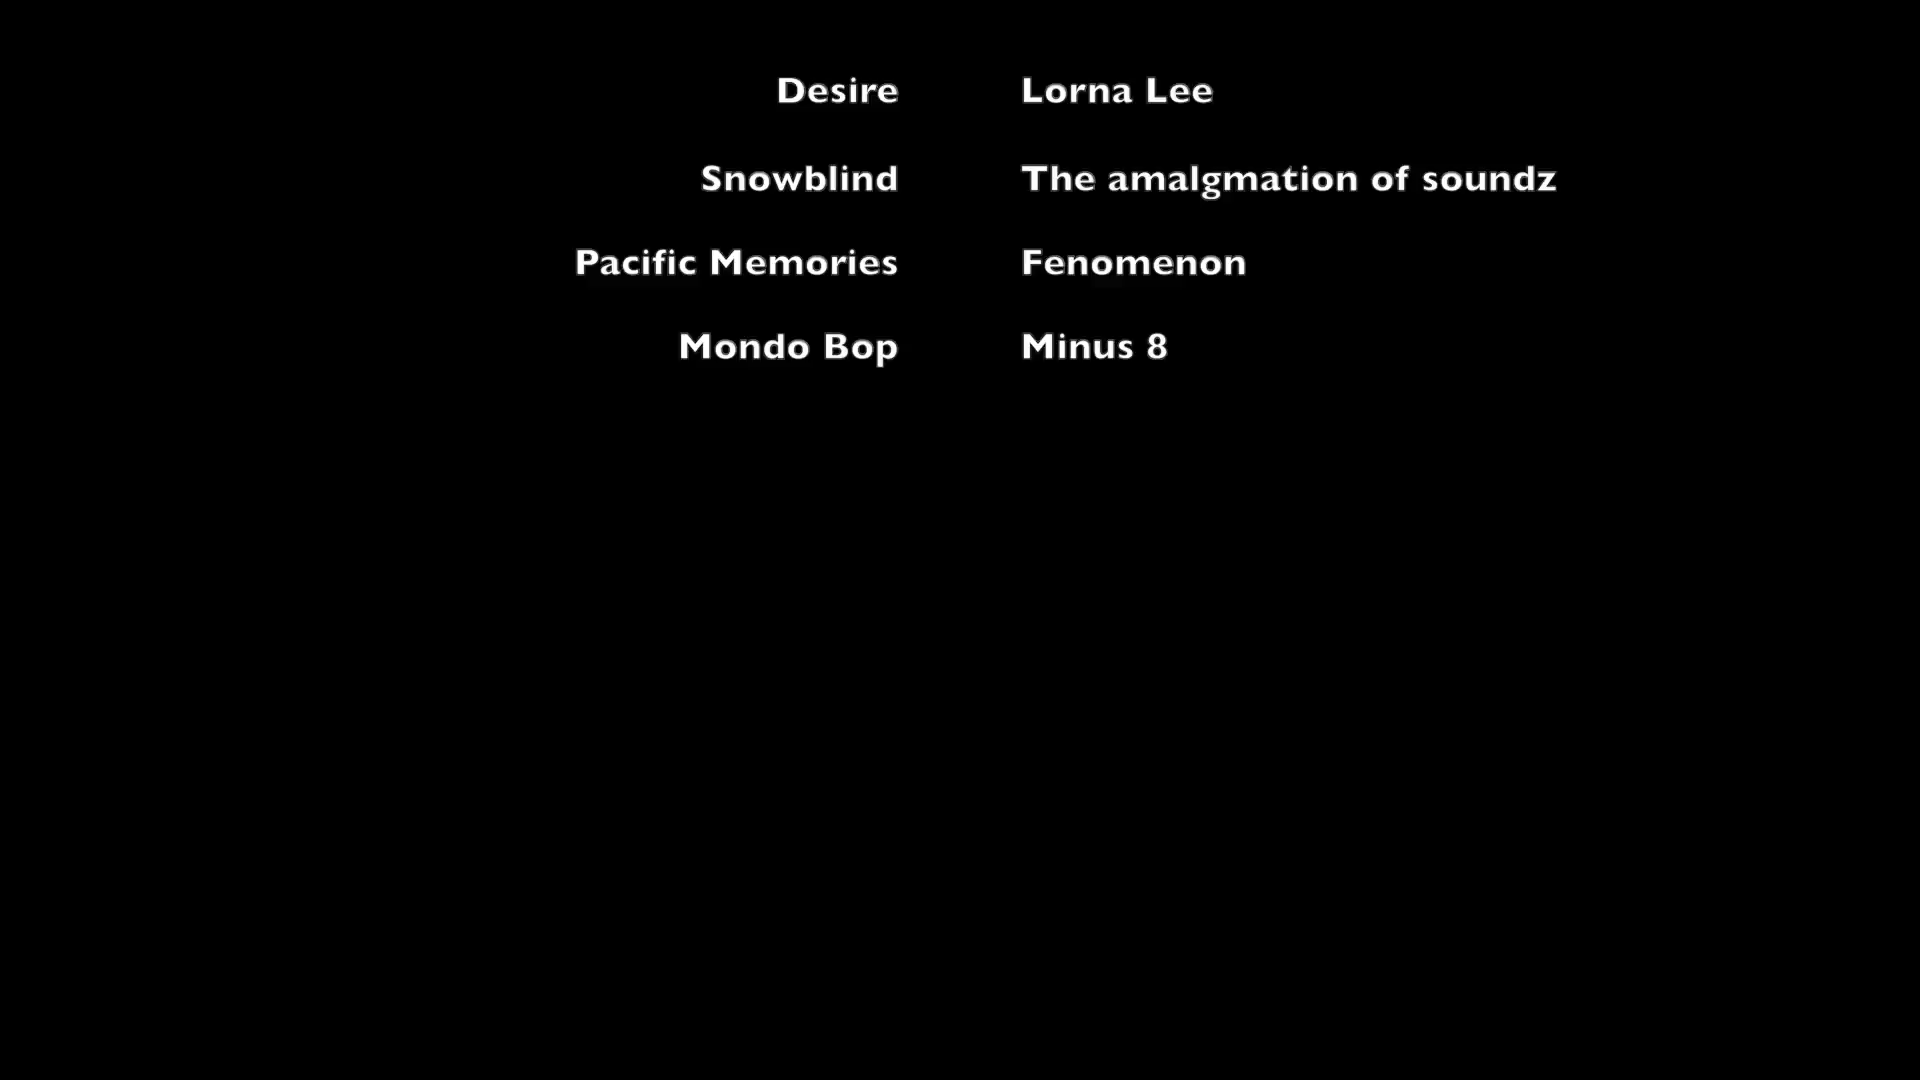 Desire Lorna Lee
Snowblind The amalgmation of soundz
Pacific Memories Fenomenon
Mondo Bop Minus 8